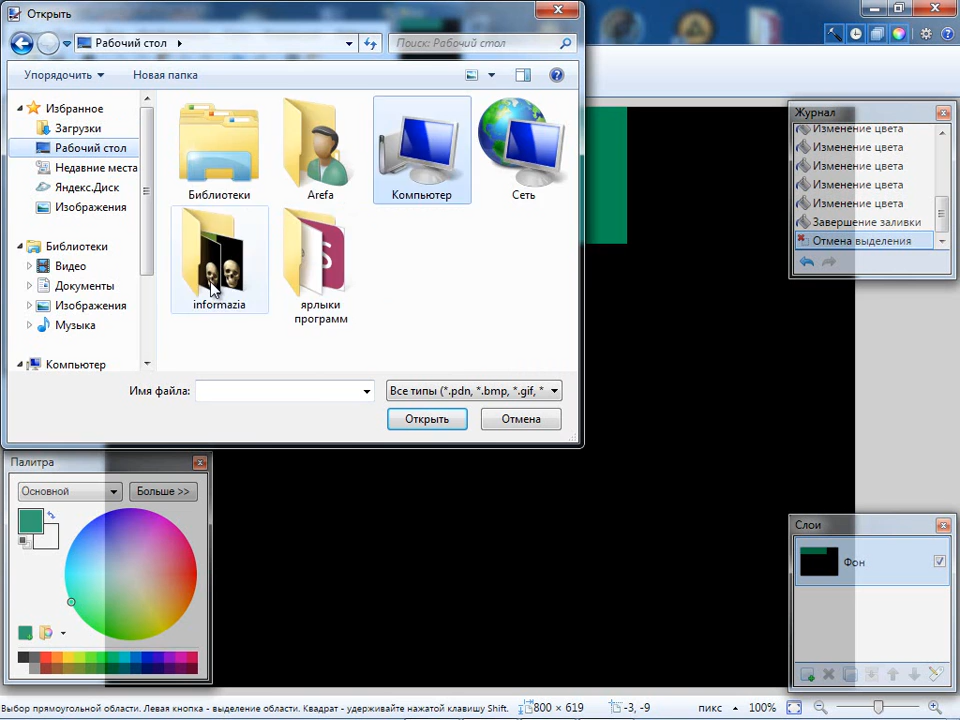 Открыть
Рабочий стол
Поиск: Рабочий стол
Упорядочить
Новая папка
Избранное
Загрузки
Рабочий стол
Недавние места
Яндекс.Диск
Изображения
Библиотеки
Видео
Документы
Изображения
Музыка
Компьютер
Библиотеки
Arefa
Компьютер
Сеть
informazia
ярлыки
программ
S
Имя файла:
Все типы (*.pdn, *.bmp, *.gif, *
Открыть
Отмена
Журнал
Изменение цвета
Изменение цвета
Изменение цвета
Изменение цвета
Изменение цвета
Завершение заливки
Отмена выделения
Палитра
Основной
Больше >>
Слои
Фон
Выбор прямоугольной области. Левая кнопка - выделение области. Квадрат - удерживайте нажатой клавишу Shift.
800 × 619
-3, -9
пикс
100%